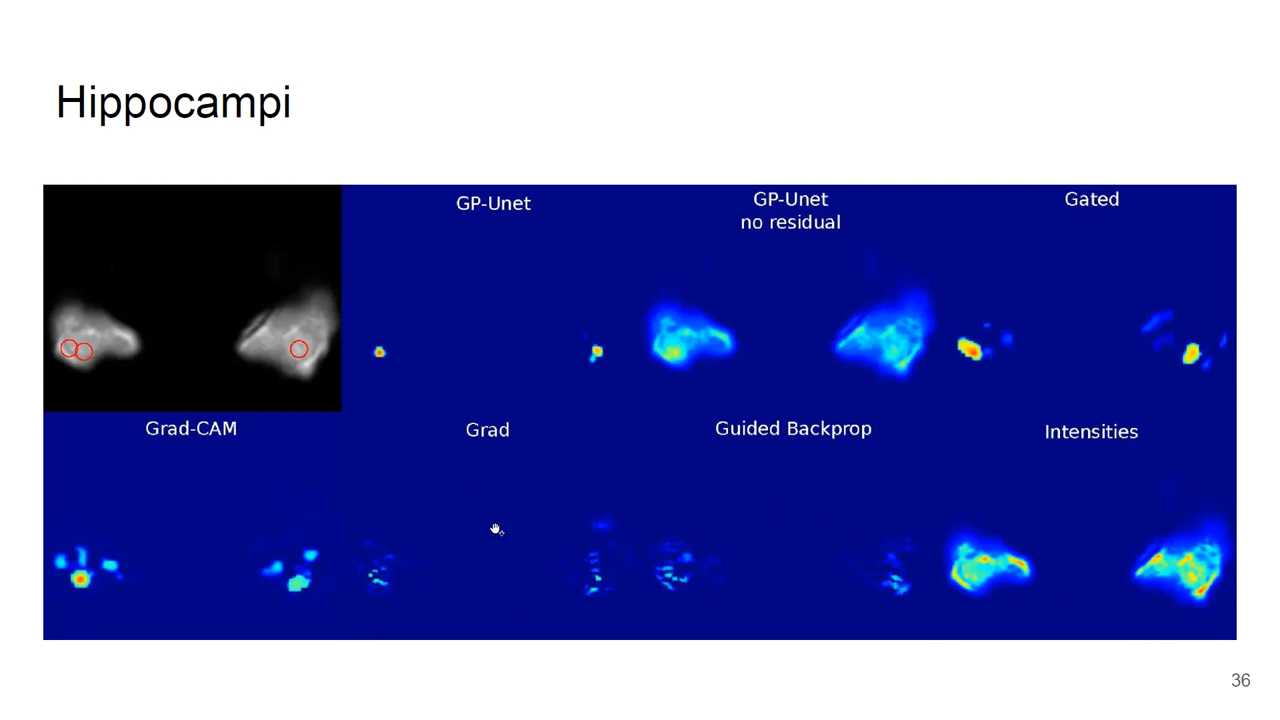 Hippocampi
GP-Unet
GP-Unet
no residual
Gated
Grad-CAM
Grad
Guided Backprop
Intensities
36